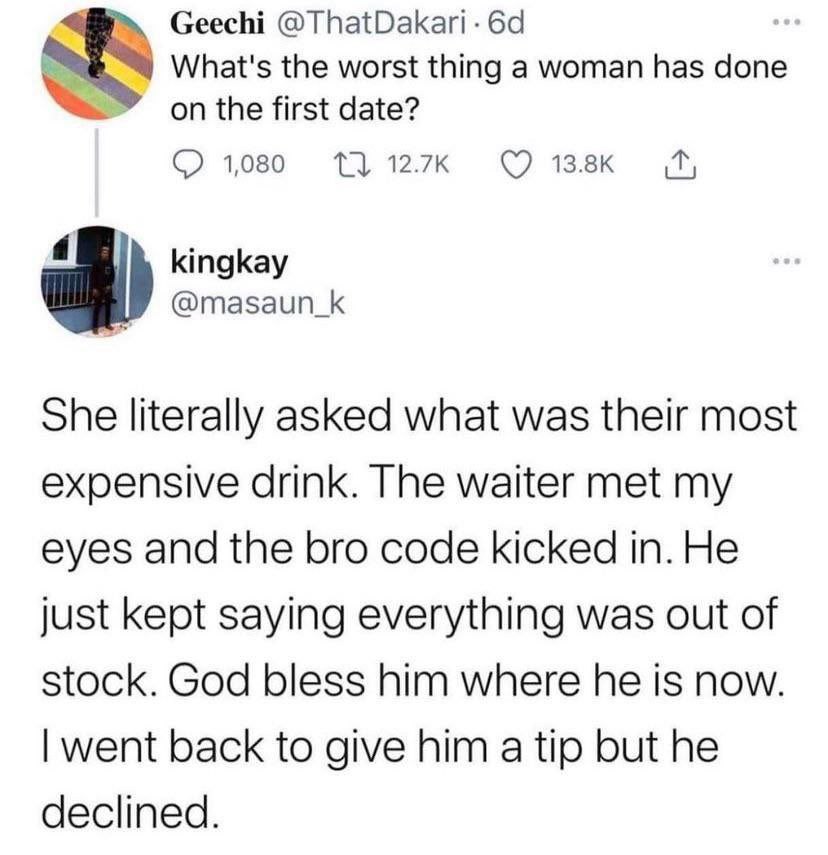 Geechi @ThatDakari · 6d
What's the worst thing a woman has done
on the first date?
1,080 12.7K 13.8K
kingkay
@masaun_k
She literally asked what was their most
expensive drink. The waiter met my
eyes and the bro code kicked in. He
just kept saying everything was out of
stock. God bless him where he is now.
I went back to give him a tip but he
declined.